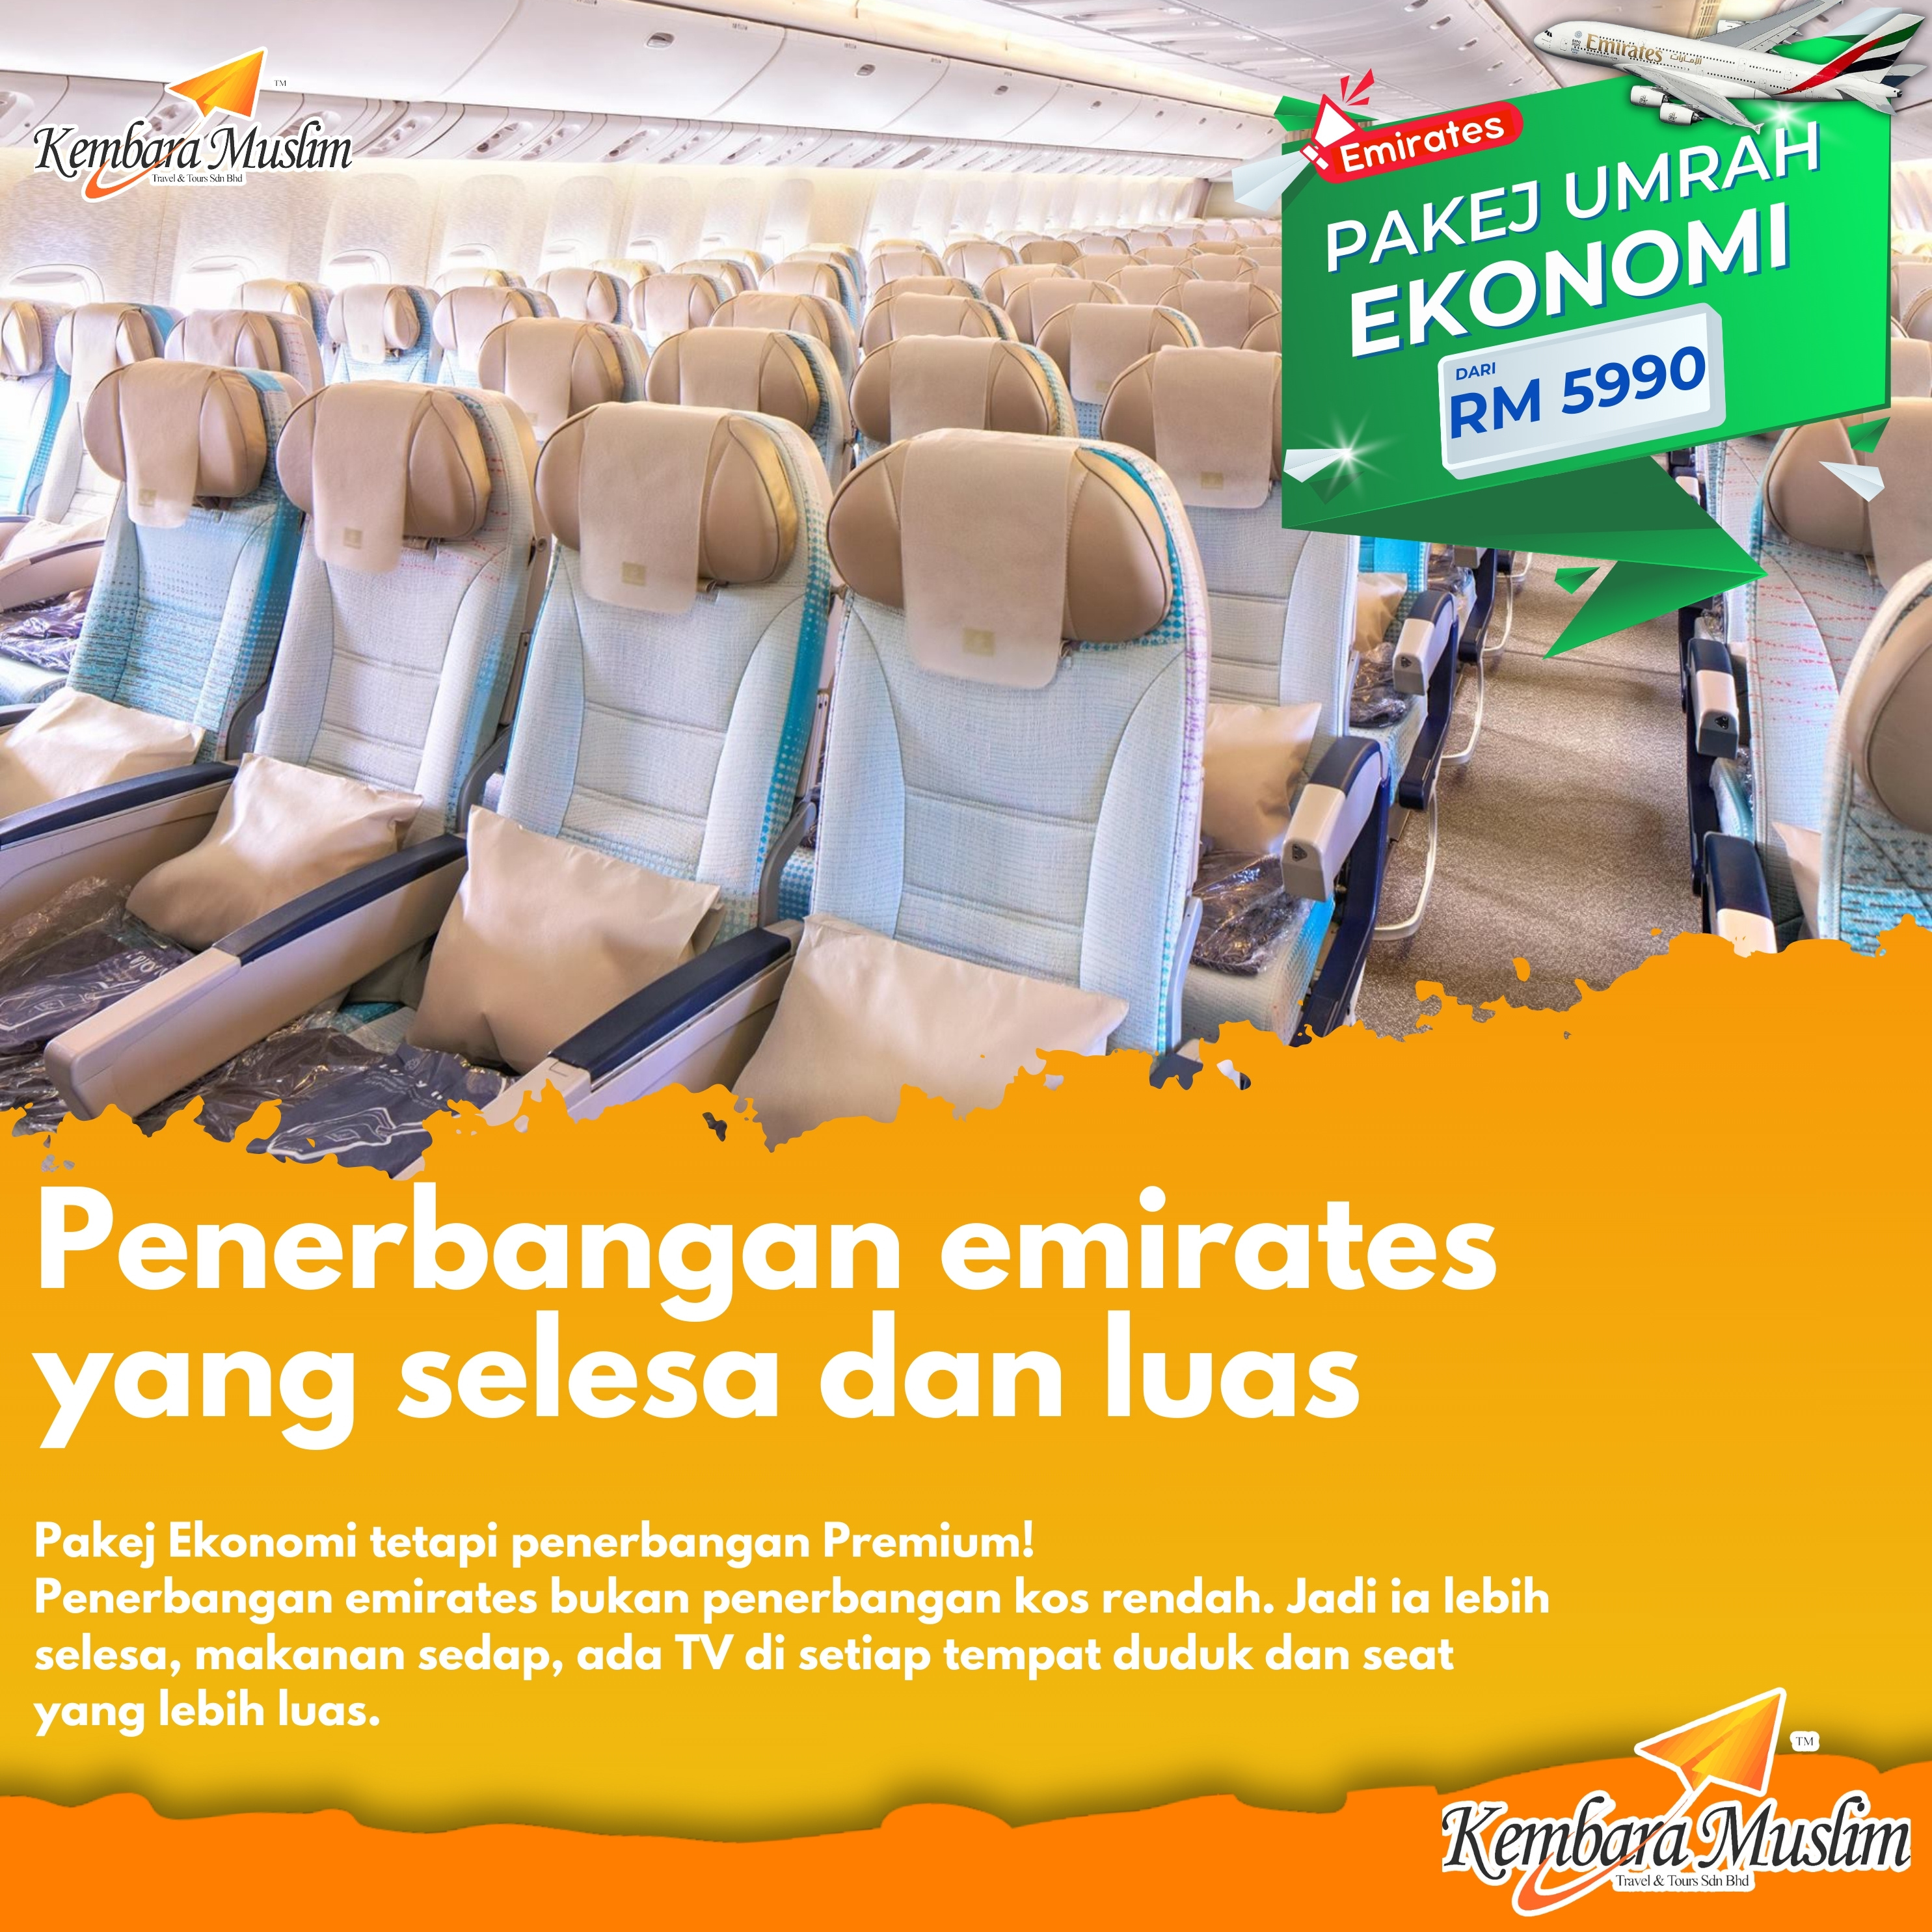 Kembara Muslim
TM
Travel & Tours Sdn Bhd
Emirates
Emirates
PAKEJ UMRAH
EKONOMI
DARI
RM 5990
Penerbangan emirates
yang selesa dan luas
Pakej Ekonomi tetapi penerbangan Premium!
Penerbangan emirates bukan penerbangan kos rendah. Jadi ia lebih
selesa, makanan sedap, ada TV di setiap tempat duduk dan seat
yang lebih luas.
TM
Kembara Muslim
Travel & Tours Sdn Bhd